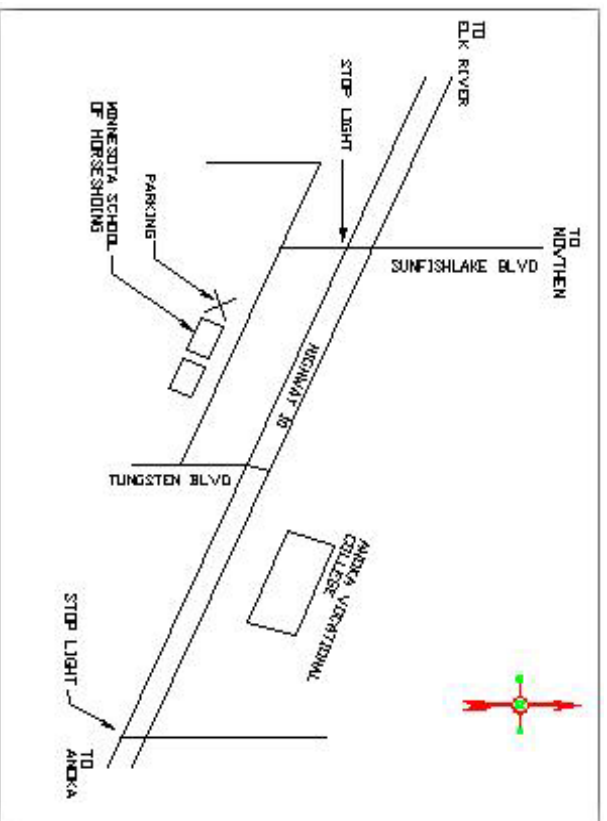 TO
ELK RIVER
STOP LIGHT
TO
NOWTHEN
SUNFISHLAKE BLVD
MINNESOTA SCHOOL
OF HORSESHOING
PARKING
HIGHWAY 10
TUNGSTEN BLVD
ANOKA VOCATIONAL
COLLEGE
STOP LIGHT
TO
ANOKA